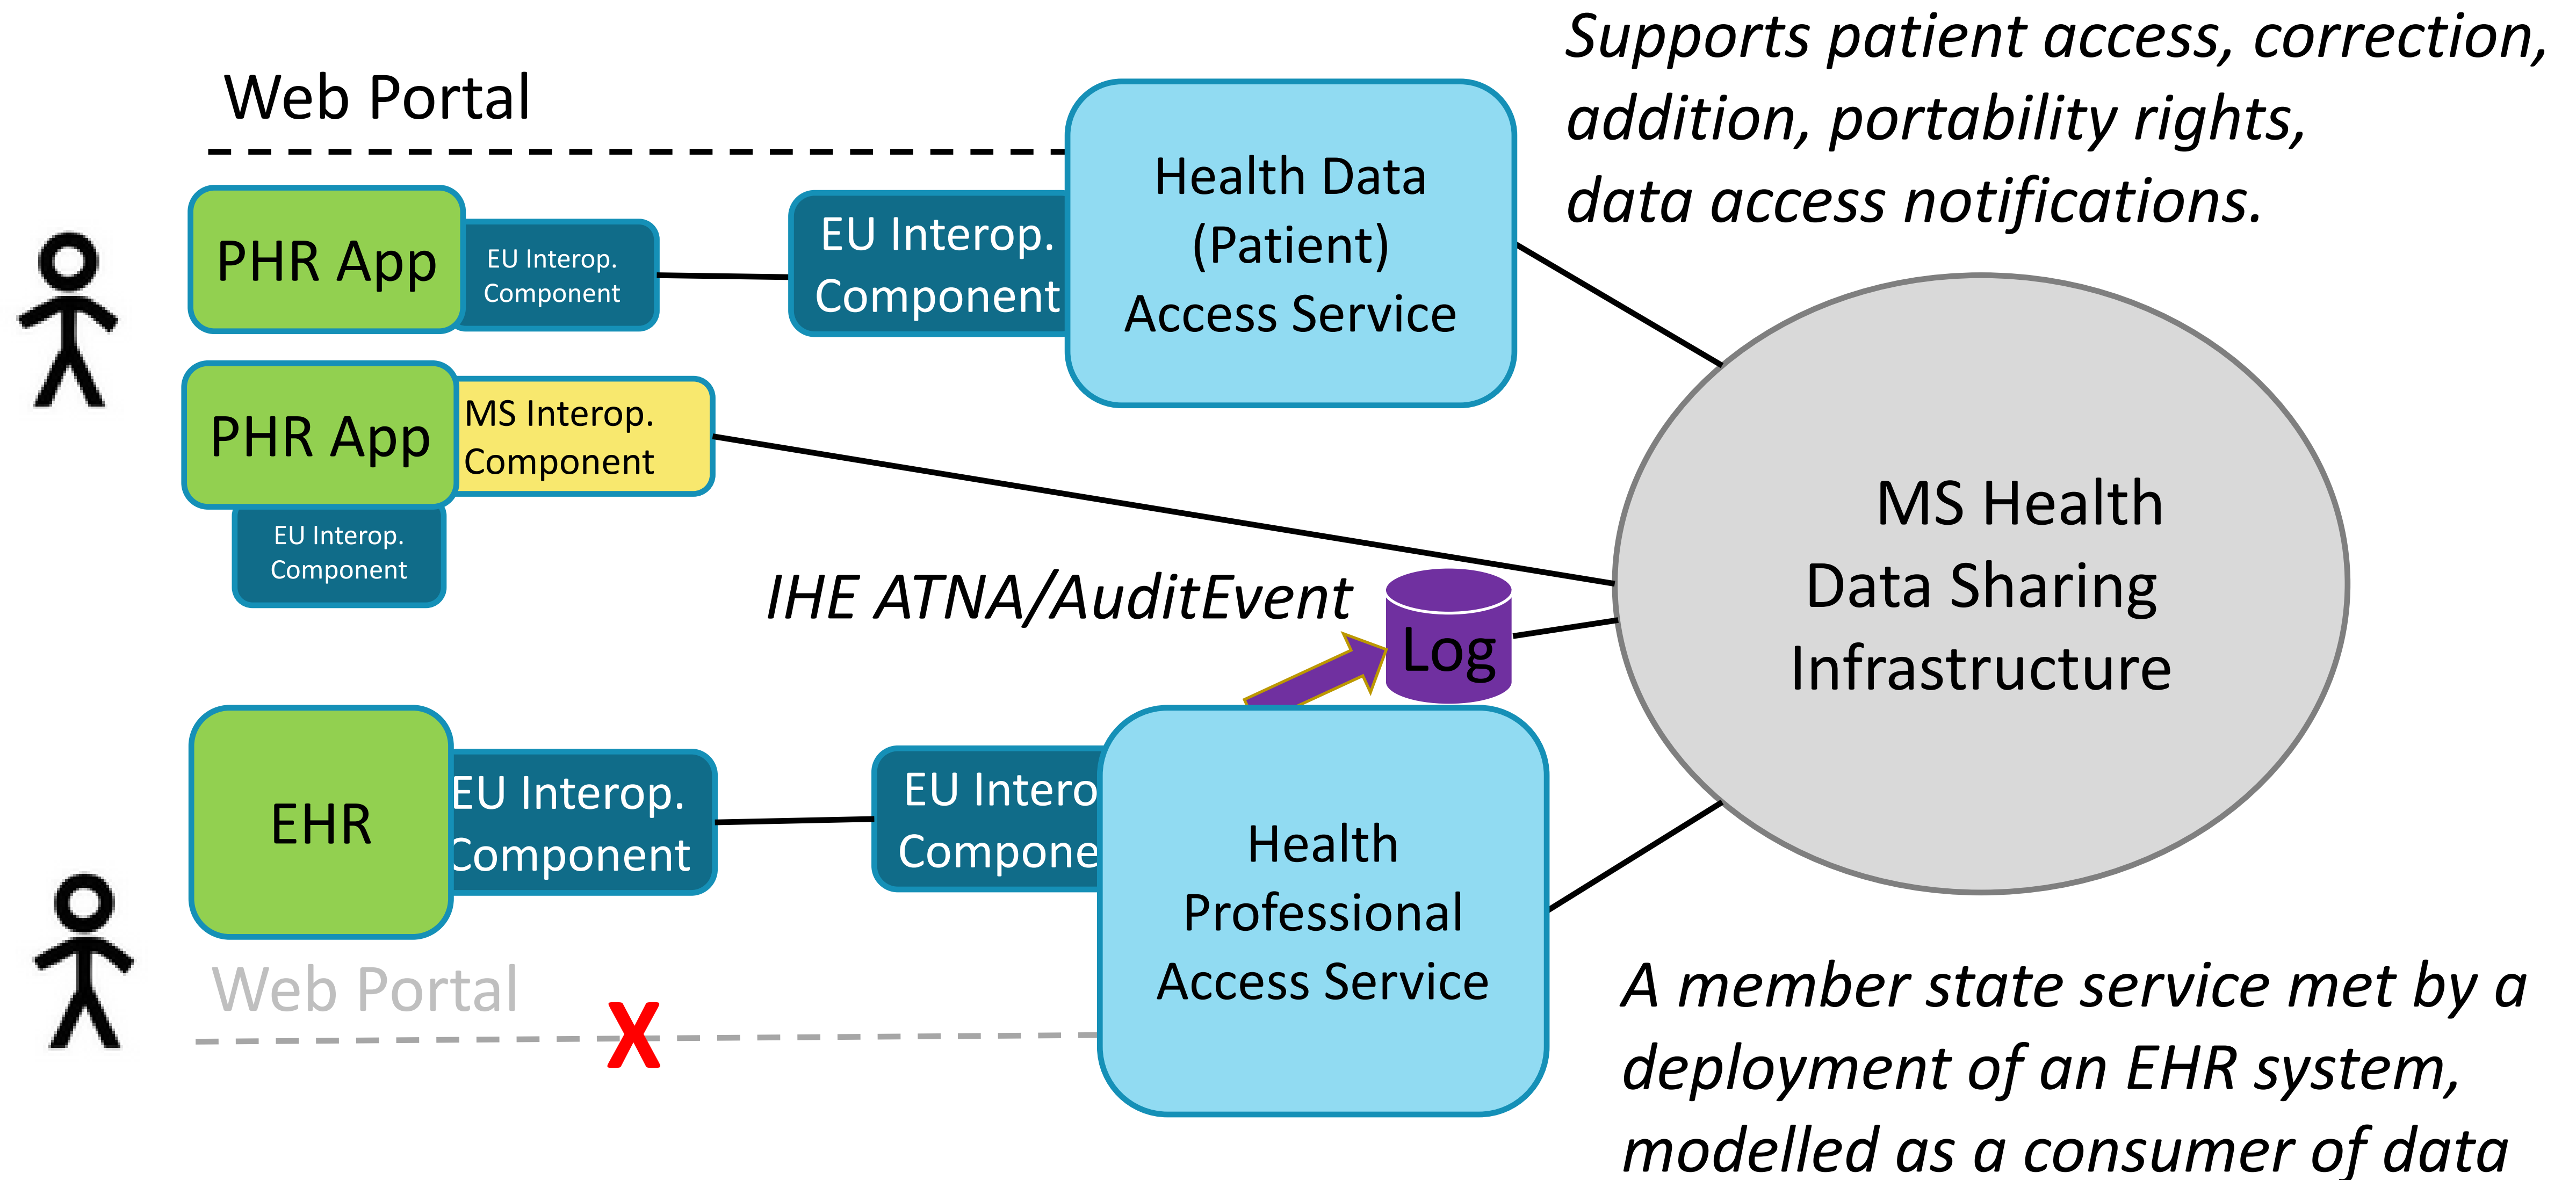 Supports patient access, correction,
addition, portability rights,
data access notifications.
Web Portal
PHR App
EU Interop.
Component
EU Interop.
Component
Health Data
(Patient)
Access Service
PHR App
MS Interop.
Component
EU Interop.
Component
IHE ATNA/AuditEvent
Log
MS Health
Data Sharing
Infrastructure
EHR
EU Interop.
Component
EU Intero
Compone
Health
Professional
Access Service
Web Portal
X
A member state service met by a
deployment of an EHR system,
modelled as a consumer of data